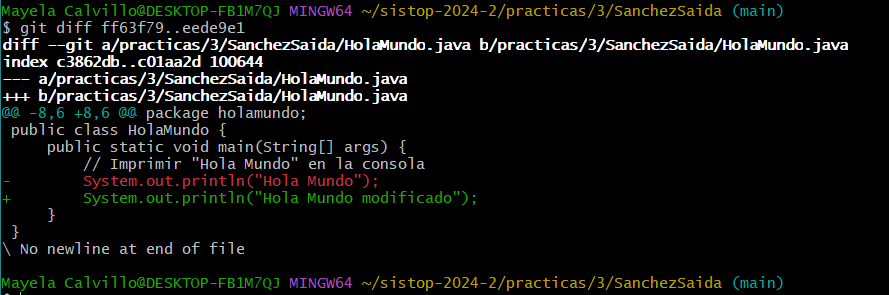 Mayela Calvillo@DESKTOP-FB1M7QJ MINGW64 ~/sistop-2024-2/practicas/3/SanchezSaida (main)
$ git diff ff63f79..eede9e1
diff --git a/practicas/3/SanchezSaida/HolaMundo.java b/practicas/3/SanchezSaida/HolaMundo.java
index c3862db..c01aa2d 100644
--- a/practicas/3/SanchezSaida/HolaMundo.java
+++ b/practicas/3/SanchezSaida/HolaMundo.java
@@ -8,6 +8,6 @@ package holamundo;
 public class HolaMundo {
     public static void main(String[] args) {
         // Imprimir "Hola Mundo" en la consola
-        System.out.println("Hola Mundo");
+        System.out.println("Hola Mundo modificado");
     }
 }
\ No newline at end of file
Mayela Calvillo@DESKTOP-FB1M7QJ MINGW64 ~/sistop-2024-2/practicas/3/SanchezSaida (main)